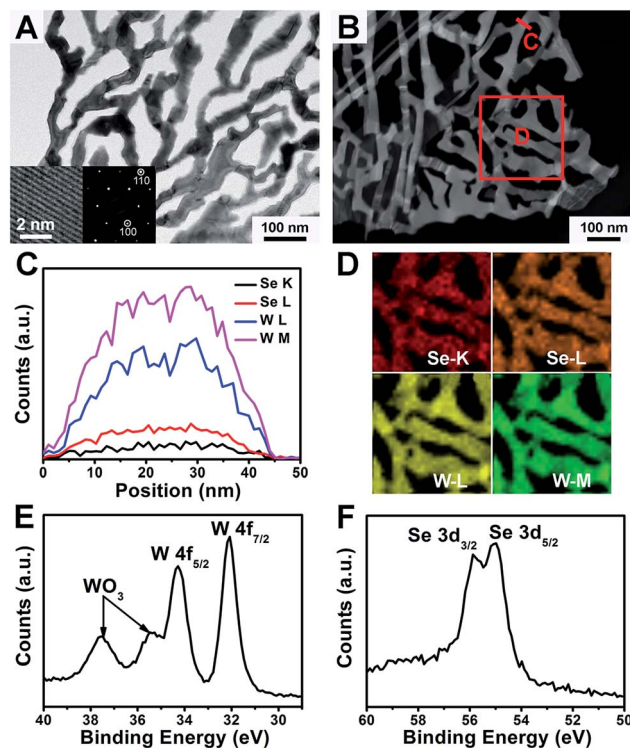 A
110
100
2 nm
100 nm
B
C
D
100 nm
C
Se K
Se L
W L
W M
Counts (a.u.)
0 10 20 30 40 50
Position (nm)
D
Se-K
Se-L
W-L
W-M
E
W 4f7/2
W 4f5/2
WO3
Counts (a.u.)
40 38 36 34 32 30
Binding Energy (eV)
F
Se 3d3/2
Se 3d5/2
Counts (a.u.)
60 58 56 54 52 50
Binding Energy (eV)